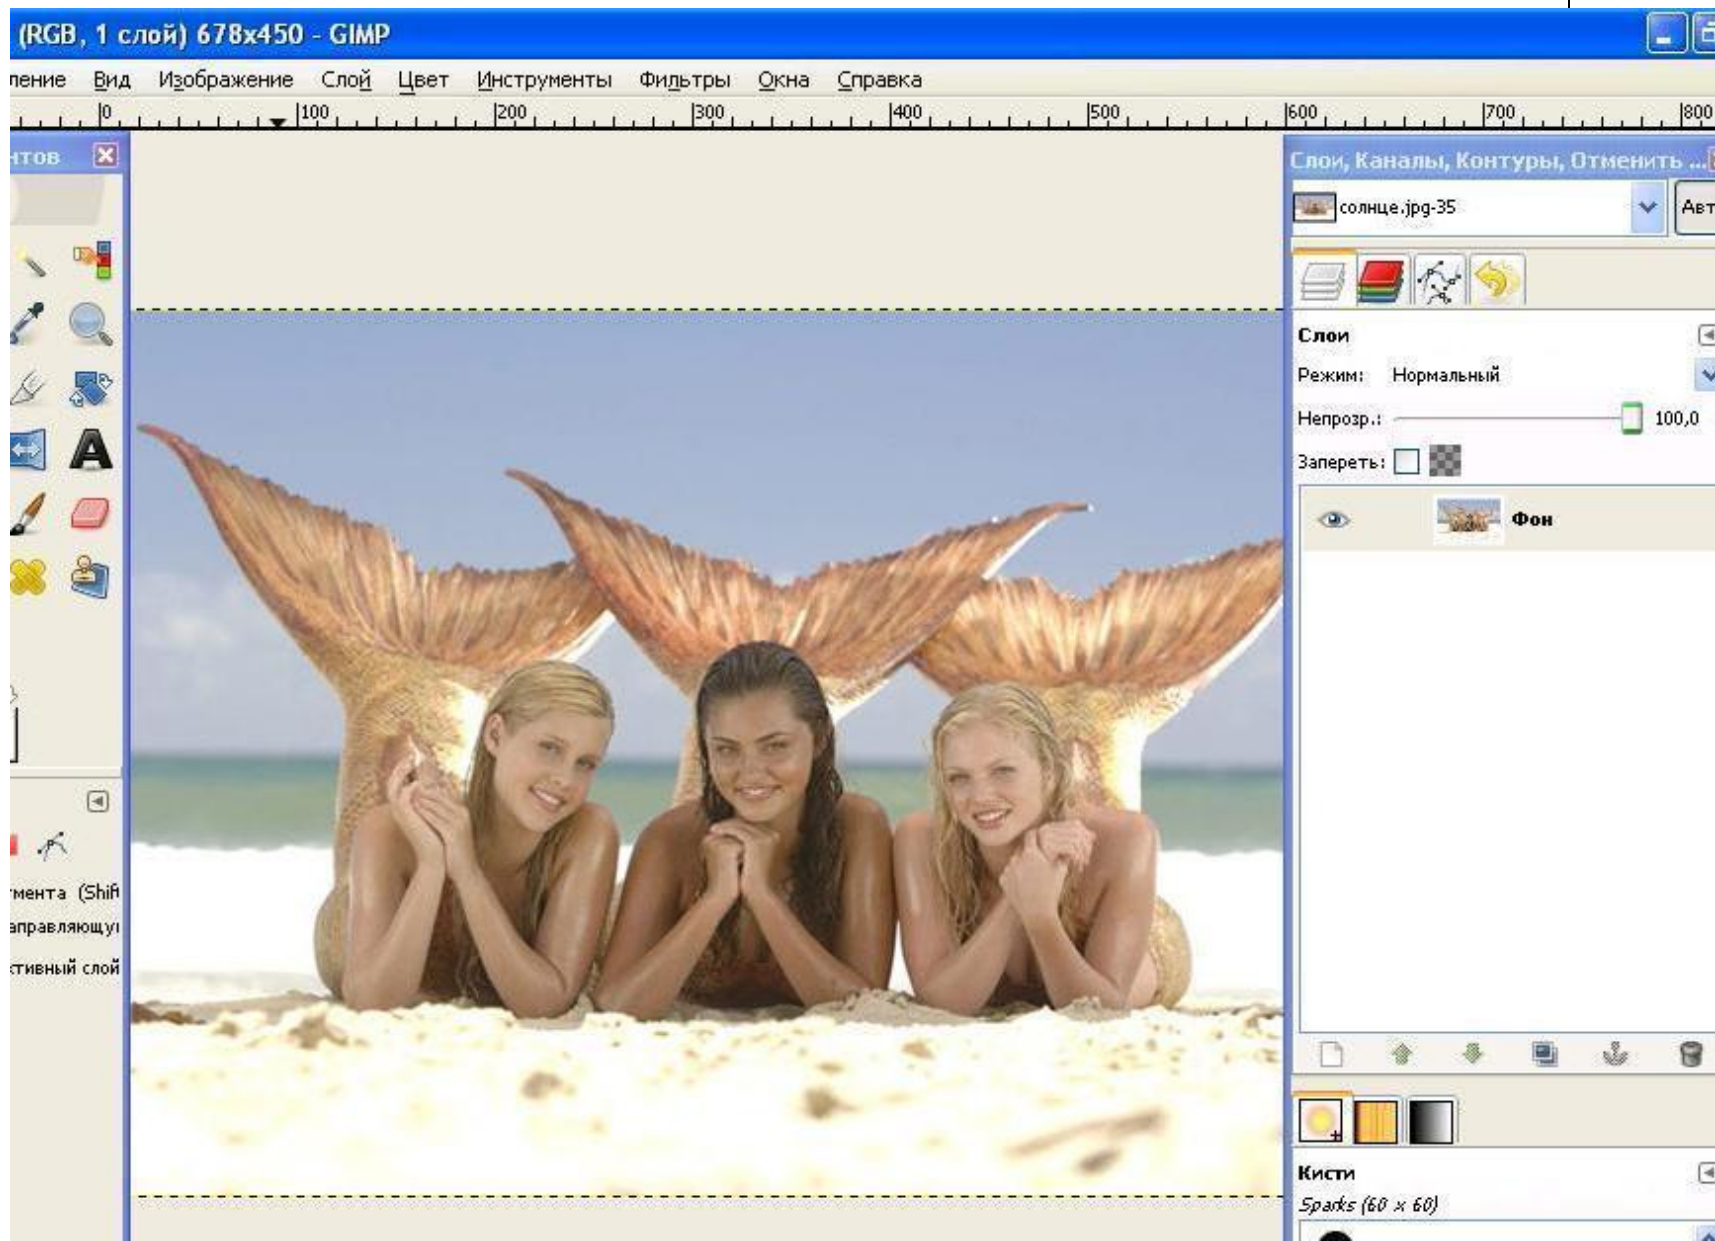 (RGB, 1 слой) 678x450 - GIMP
ление Вид Изображение Слой Цвет Инструменты Фильтры Окна Справка
0 100 200 300 400 500 600 700 800
нтов
Слои, Каналы, Контуры, Отменить ...
солнце.jpg-35
Авт
Слои
Режим: Нормальный
Непрозр.: 100,0
Запереть:
Фон
мента (Shift
аправляющу
ктивный слой
Кисти
Sparks (60 x 60)